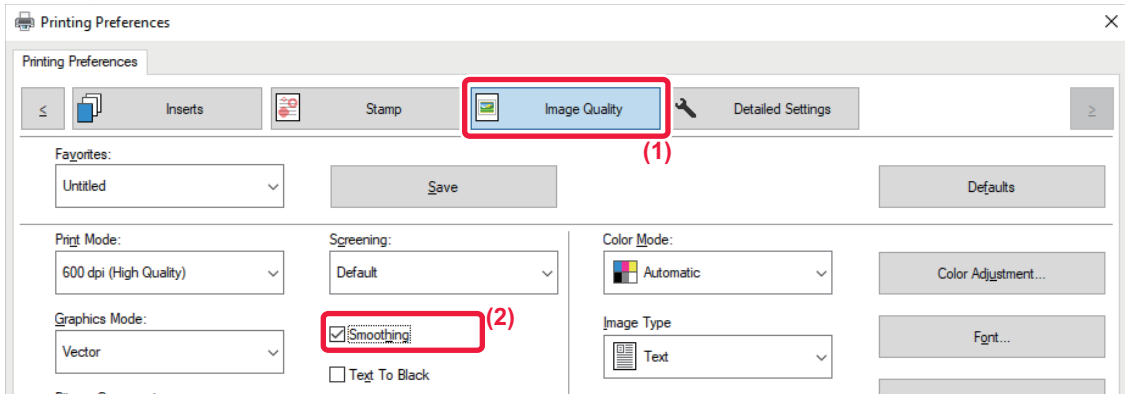 Printing Preferences
Printing Preferences
<
Inserts
Stamp
Image Quality
Detailed Settings
>
(1)
Favorites:
Untitled
Save
Defaults
Print Mode:
Screening:
Color Mode:
600 dpi (High Quality)
Default
Automatic
Color Adjustment...
Graphics Mode:
Smoothing
(2)
Image Type
Font...
Vector
Text
Text To Black